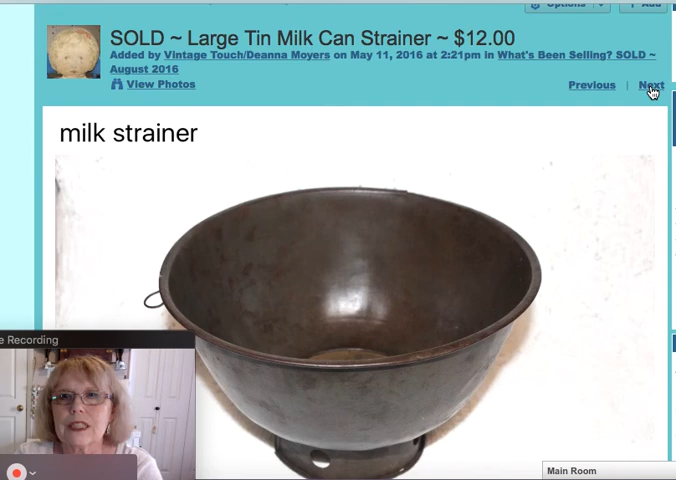 Options
Add
SOLD ~ Large Tin Milk Can Strainer ~ $12.00
Added by Vintage Touch/Deanna Moyers on May 11, 2016 at 2:21pm in What's Been Selling? SOLD ~
August 2016
View Photos
Previous | Next
milk strainer
Recording
Main Room